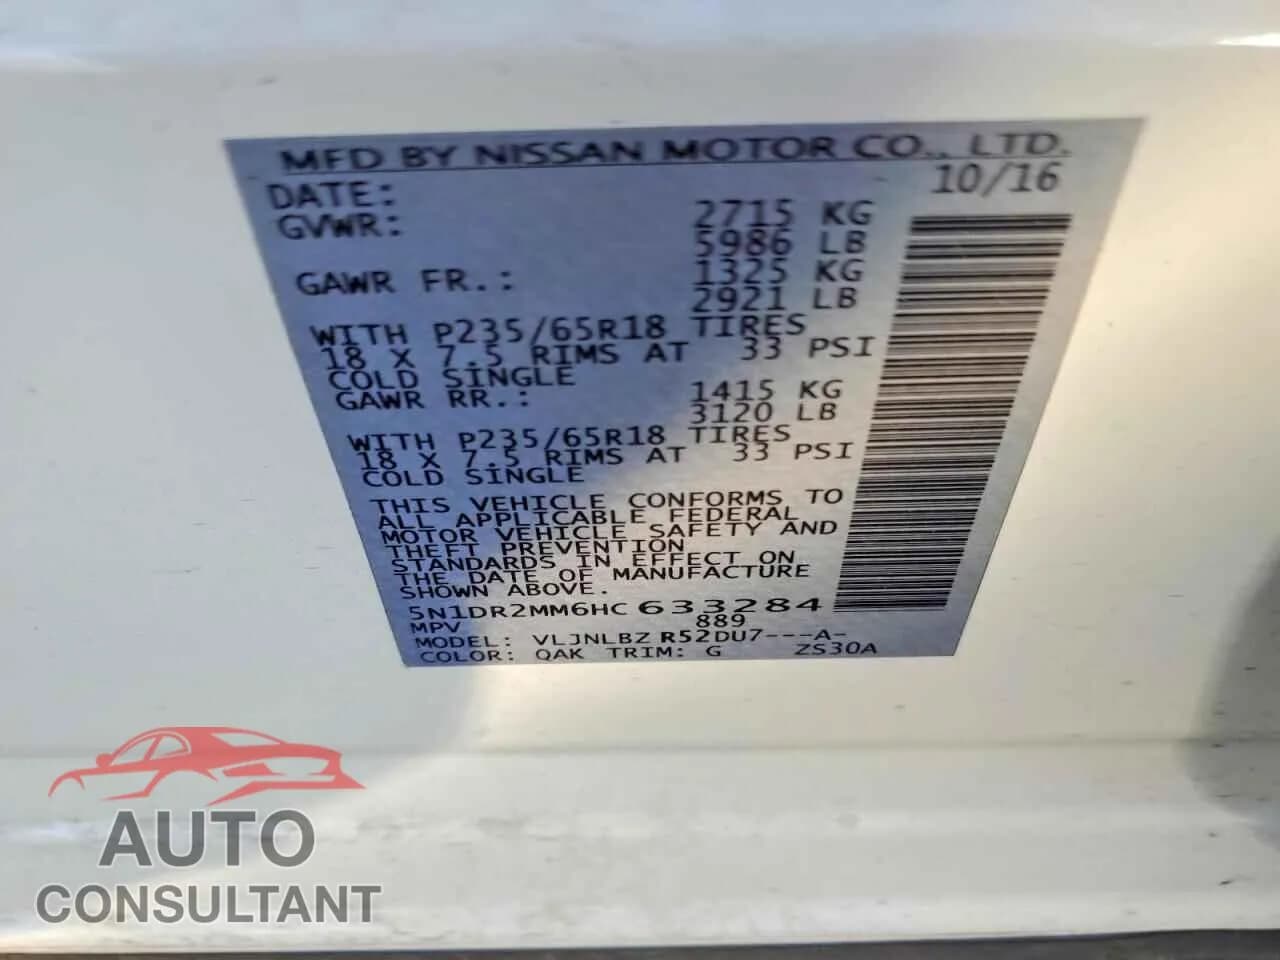 MFD BY NISSAN MOTOR CO., LTD.
DATE: 10/16
GVWR: 2715 KG
5986 LB
GAWR FR.: 1325 KG
2921 LB
WITH P235/65R18 TIRES
18 X 7.5 RIMS AT 33 PSI
COLD SINGLE
GAWR RR.: 1415 KG
3120 LB
WITH P235/65R18 TIRES
18 X 7.5 RIMS AT 33 PSI
COLD SINGLE
THIS VEHICLE CONFORMS TO
ALL APPLICABLE FEDERAL
MOTOR VEHICLE SAFETY AND
THEFT PREVENTION
STANDARDS IN EFFECT ON
THE DATE OF MANUFACTURE
SHOWN ABOVE.
5N1DR2MM6HC633284
MPV 889
MODEL: VLJNLBZ R52DU7---A-
COLOR: QAK TRIM: G ZS30A
AUTO
CONSULTANT